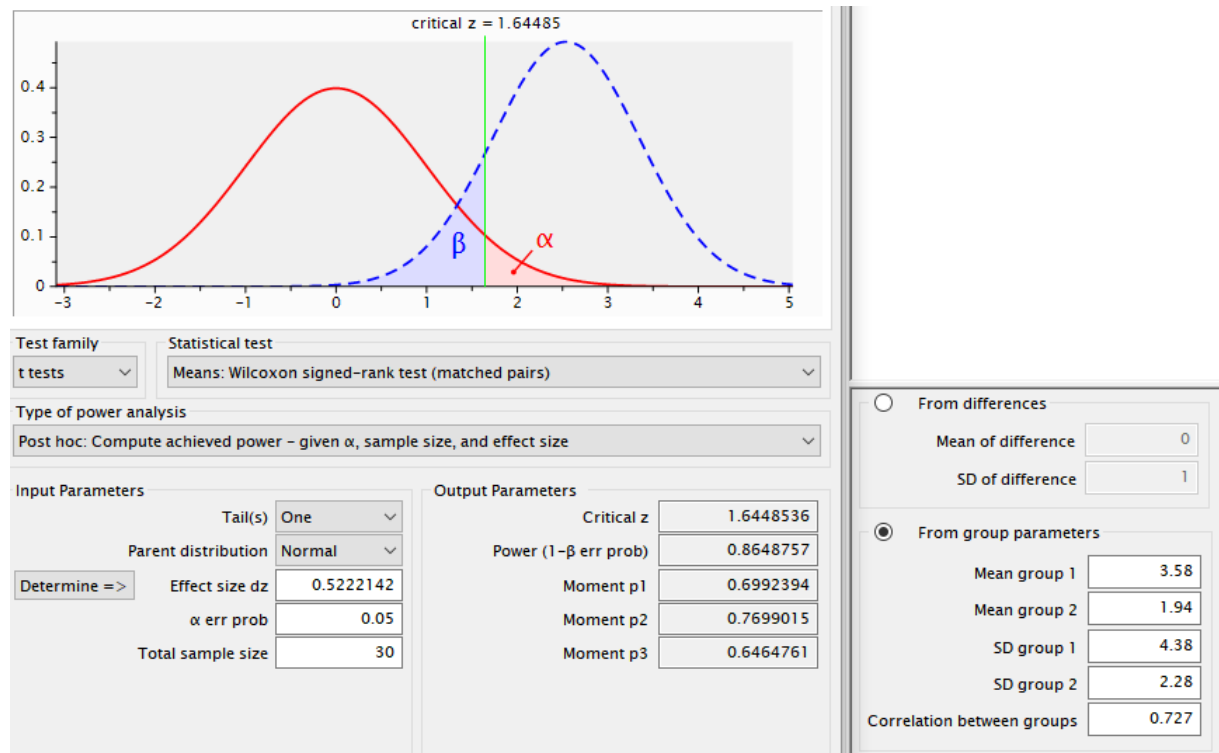 critical z = 1.64485
0.4
0.3
0.2
0.1
0
β
α
-3 -2 -1 0 1 2 3 4 5
Test family
Statistical test
t tests
Means: Wilcoxon signed-rank test (matched pairs)
Type of power analysis
Post hoc: Compute achieved power - given α, sample size, and effect size
Input Parameters
Tail(s) One
Parent distribution Normal
Determine => Effect size dz 0.5222142
α err prob 0.05
Total sample size 30
Output Parameters
Critical z 1.6448536
Power (1-β err prob) 0.8648757
Moment p1 0.6992394
Moment p2 0.7699015
Moment p3 0.6464761
From differences
Mean of difference 0
SD of difference 1
From group parameters
Mean group 1 3.58
Mean group 2 1.94
SD group 1 4.38
SD group 2 2.28
Correlation between groups 0.727